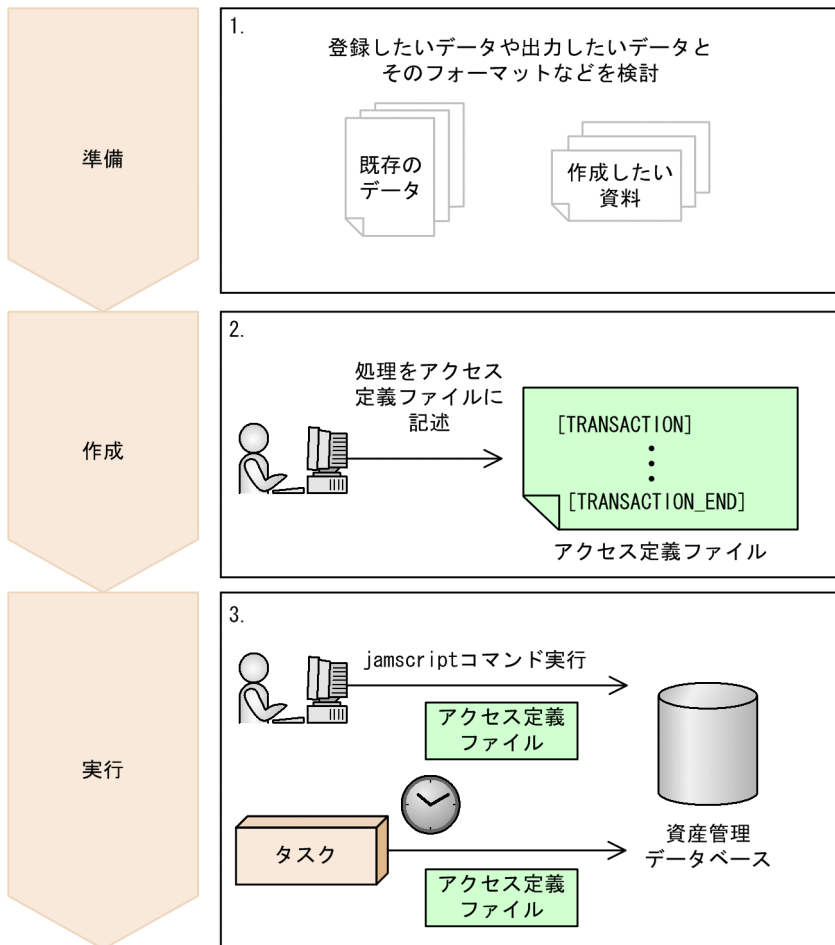 準備
1.
登録したいデータや出力したいデータと
そのフォーマットなどを検討
既存の
データ
作成したい
資料
作成
2.
処理をアクセス
定義ファイルに
記述
[TRANSACTION]
[TRANSACTION_END]
アクセス定義ファイル
実行
3.
jamscriptコマンド実行
アクセス定義
ファイル
タスク
アクセス定義
ファイル
資産管理
データベース